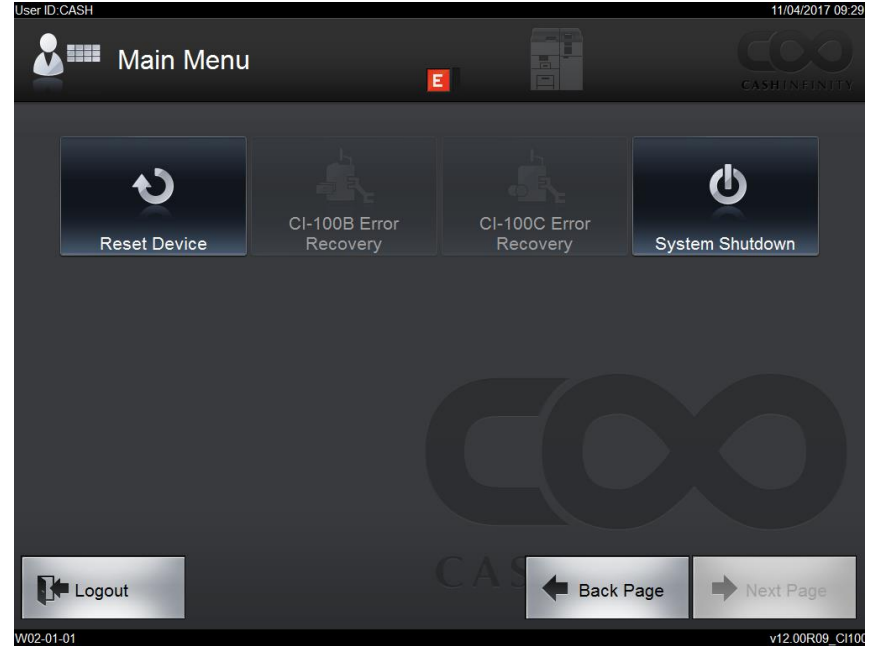 User ID:CASH
11/04/2017 09:29
Main Menu
E
CASHINFINITY
Reset Device
CI-100B Error
Recovery
CI-100C Error
Recovery
System Shutdown
CAS
Logout
Back Page
Next Page
W02-01-01
v12.00R09_CI100